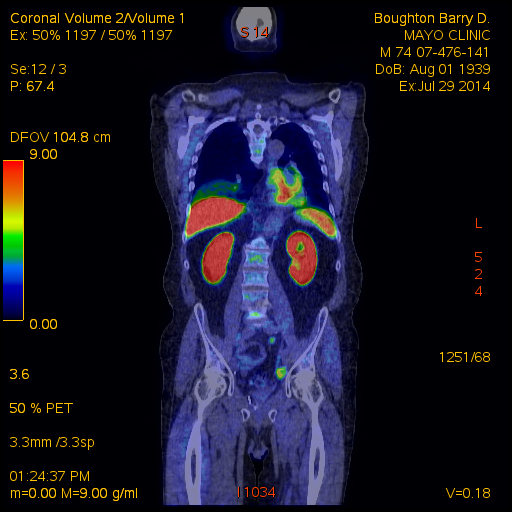 Coronal Volume 2/Volume 1
Ex: 50% 1197 / 50% 1197
Se:12 / 3
P: 67.4
DFOV 104.8 cm
9.00
0.00
3.6
50 % PET
3.3mm /3.3sp
01:24:37 PM
m=0.00 M=9.00 g/ml
S 14
I 1034
Boughton Barry D.
MAYO CLINIC
M 74 07-476-141
DoB: Aug 01 1939
Ex:Jul 29 2014
L
5
2
4
1251/68
V=0.18